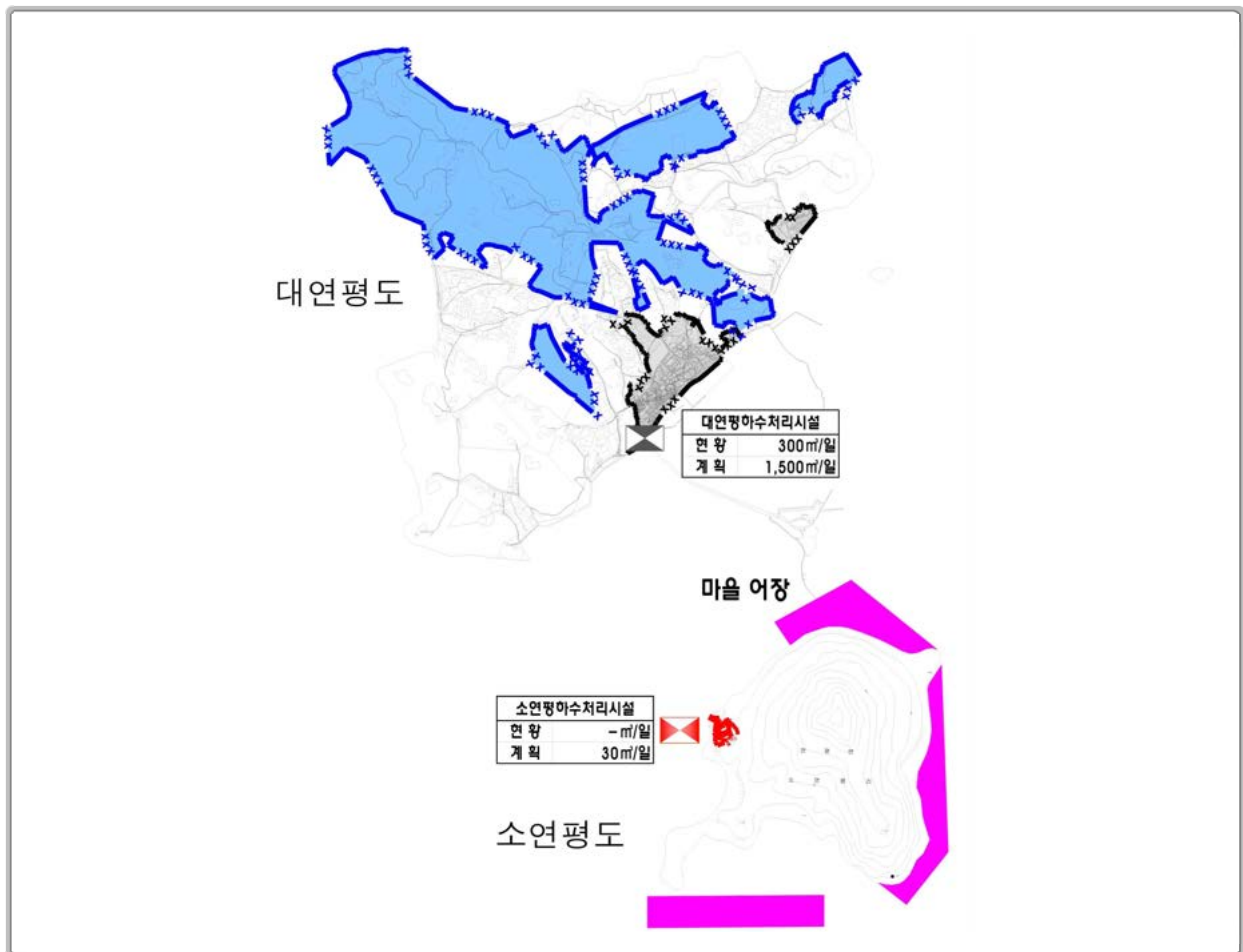 대연평도
대연평하수처리시설
현 황 300㎥/일
계 획 1,500㎥/일
마을 어장
소연평하수처리시설
현 황 -㎥/일
계 획 30㎥/일
소연평도